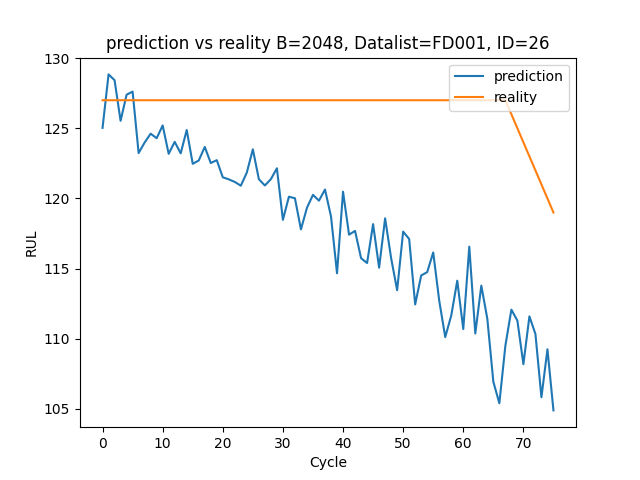 prediction vs reality B=2048, Datalist=FD001, ID=26
prediction
reality
RUL
130
125
120
115
110
105
0 10 20 30 40 50 60 70
Cycle